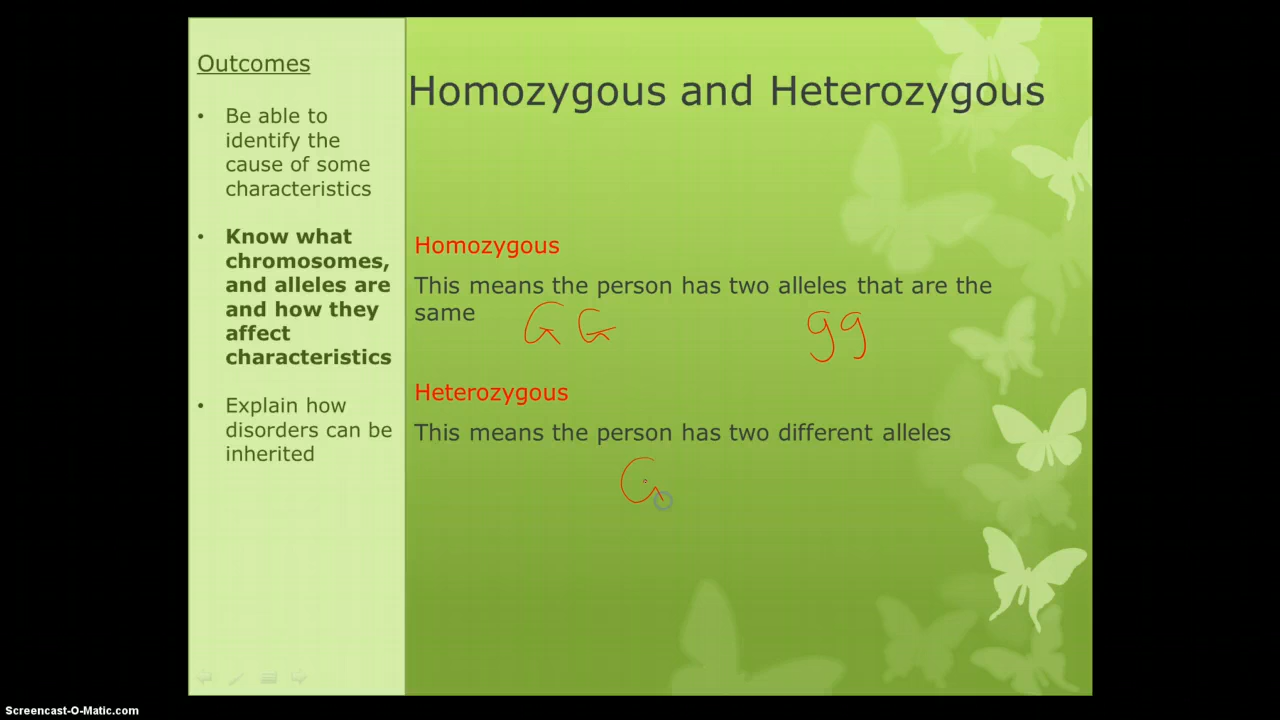 Outcomes
• Be able to
identify the
cause of some
characteristics
• Know what
chromosomes,
and alleles are
and how they
affect
characteristics
• Explain how
disorders can be
inherited
Homozygous and Heterozygous
Homozygous
This means the person has two alleles that are the
same
G G g g
Heterozygous
This means the person has two different alleles
G
Screencast-O-Matic.com